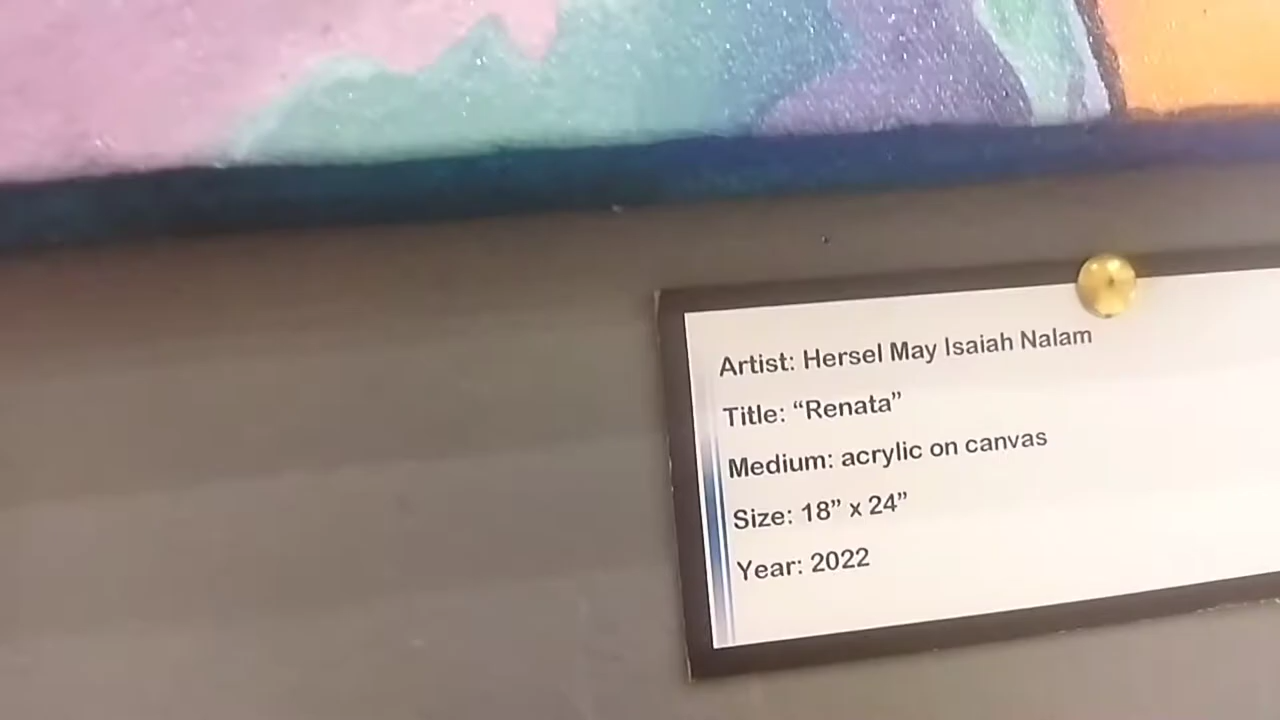 Artist: Hersel May Isaiah Nalam
Title: “Renata”
Medium: acrylic on canvas
Size: 18” x 24”
Year: 2022